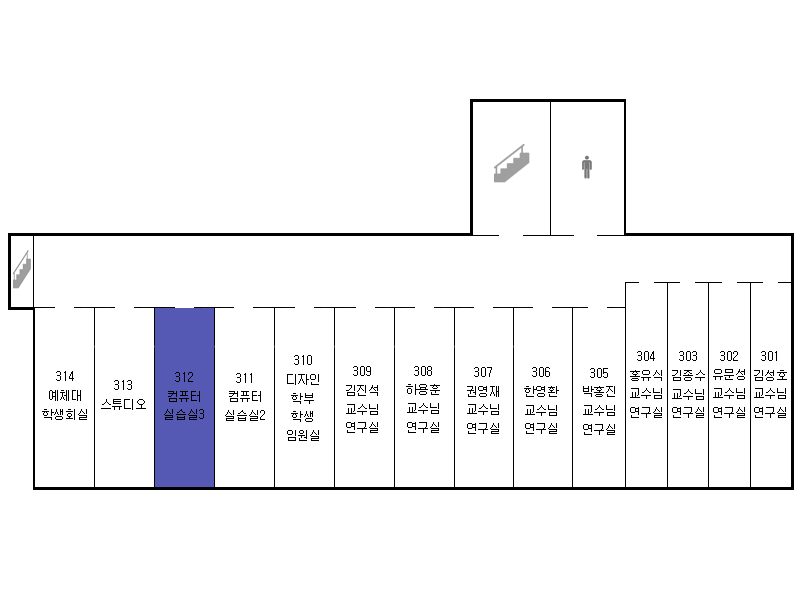 314
예체대
학생회실
313
스튜디오
312
컴퓨터
실습실3
311
컴퓨터
실습실2
310
디자인
학부
학생
임원실
309
김진석
교수님
연구실
308
하용훈
교수님
연구실
307
권영재
교수님
연구실
306
한영환
교수님
연구실
305
박홍진
교수님
연구실
304
홍유식
교수님
연구실
303
김종수
교수님
연구실
302
유문성
교수님
연구실
301
김성호
교수님
연구실